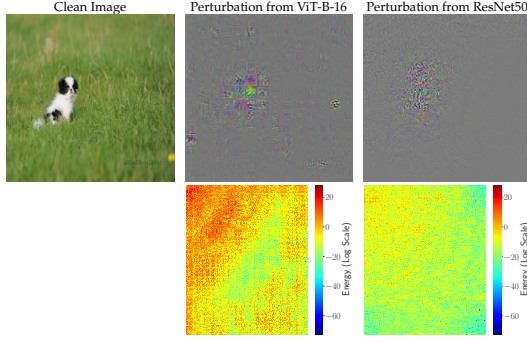 Clean Image
Perturbation from ViT-B-16
Perturbation from ResNet50
20
0
−20
−40
−60
Energy (Log Scale)
20
0
−20
−40
−60
Energy (Log Scale)